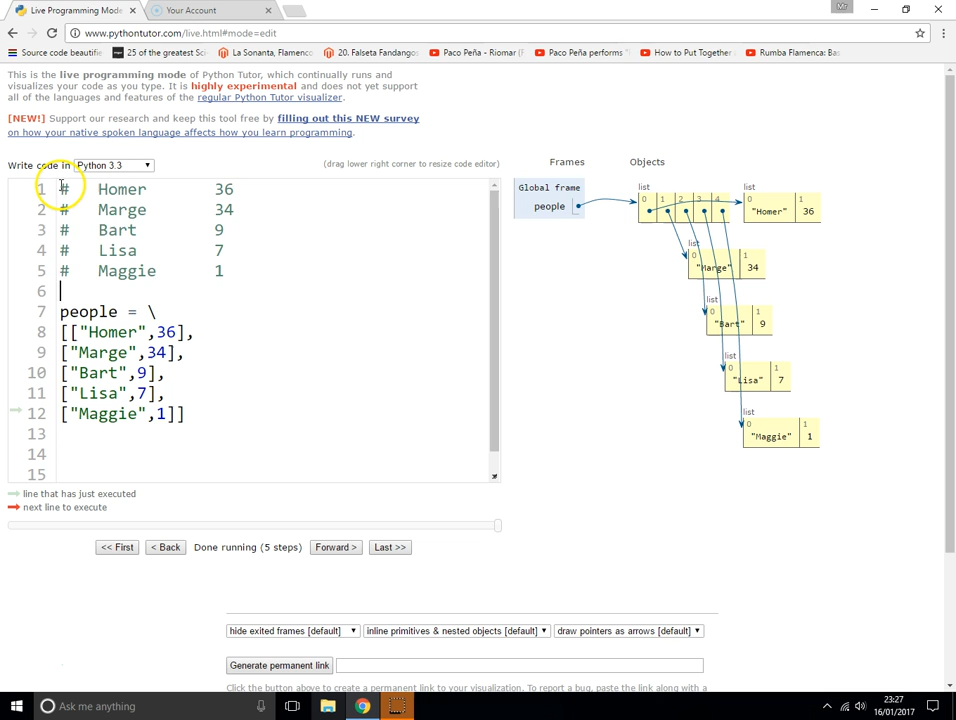 Live Programming Mode
Your Account
Mr
www.pythontutor.com/live.html#mode=edit
Source code beautifie
25 of the greatest Sci
La Sonanta, Flamenco
20. Falseta Fandangos
Paco Peña - Riomar (F
Paco Peña performs "
How to Put Together
Rumba Flamenca: Bas
This is the live programming mode of Python Tutor, which continually runs and
visualizes your code as you type. It is highly experimental and does not yet support
all of the languages and features of the regular Python Tutor visualizer.
[NEW!] Support our research and keep this tool free by filling out this NEW survey
on how your native spoken language affects how you learn programming.
Write code in Python 3.3
(drag lower right corner to resize code editor)
1 # Homer 36
2 # Marge 34
3 # Bart 9
4 # Lisa 7
5 # Maggie 1
6
7 people = \
8 [["Homer",36],
9 ["Marge",34],
10 ["Bart",9],
11 ["Lisa",7],
12 ["Maggie",1]]
13
14
15
line that has just executed
next line to execute
<< First
< Back
Done running (5 steps)
Forward >
Last >>
Frames
Objects
Global frame
people
list
0 1 2 3 4
list
0 1
"Homer" 36
list
0 1
"Marge" 34
list
0 1
"Bart" 9
list
0 1
"Lisa" 7
list
0 1
"Maggie" 1
hide exited frames [default]
inline primitives & nested objects [default]
draw pointers as arrows [default]
Generate permanent link
Click the button above to create a permanent link to your visualization. To report a bug, paste the link along with a
Ask me anything
23:27
16/01/2017